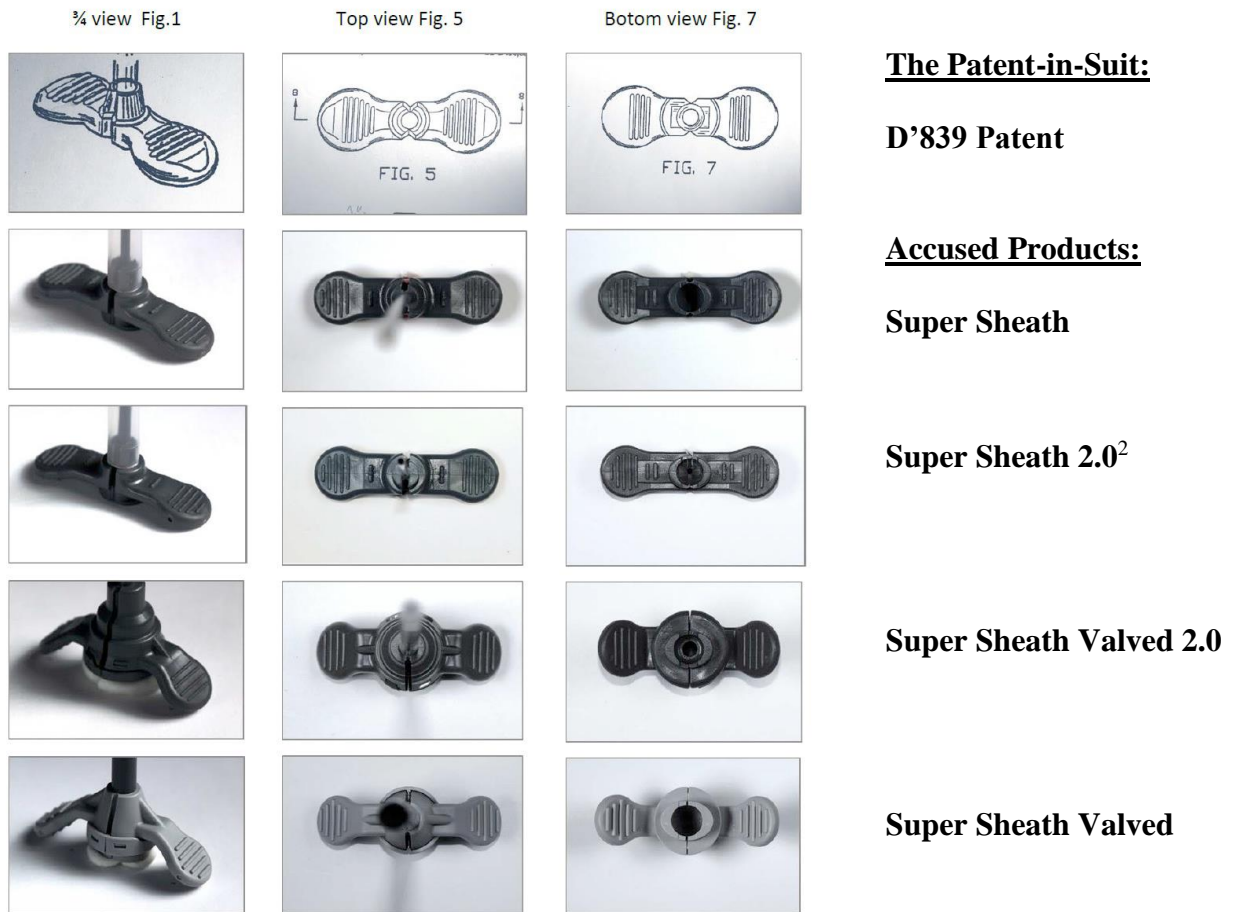 ¾ view Fig.1
Top view Fig. 5
Botom view Fig. 7
The Patent-in-Suit:
D’839 Patent
8
8
FIG. 5
FIG. 7
Accused Products:
Super Sheath
Super Sheath 2.0²
Super Sheath Valved 2.0
Super Sheath Valved